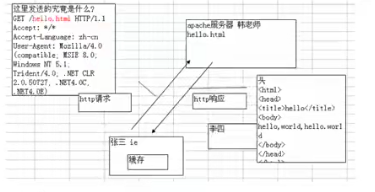 这里发送的究竟是什么?
GET /hello.html HTTP/1.1
Accept: */*
Accept-Language: zh-cn
User-Agent: Mozilla/4.0
(compatible, MSIE 8.0,
Windows NT 5.1,
Trident/4.0, .NET CLR
2.0.50727, .NET4.0C,
.NET4.0E)
apache服务器 韩老师
hello.html
http请求
http响应
头
<html>
<head>
<title>hello</title>
<body>
hello,world,hello.worl
d
</body>
</head>
李四
张三 ie
缓存